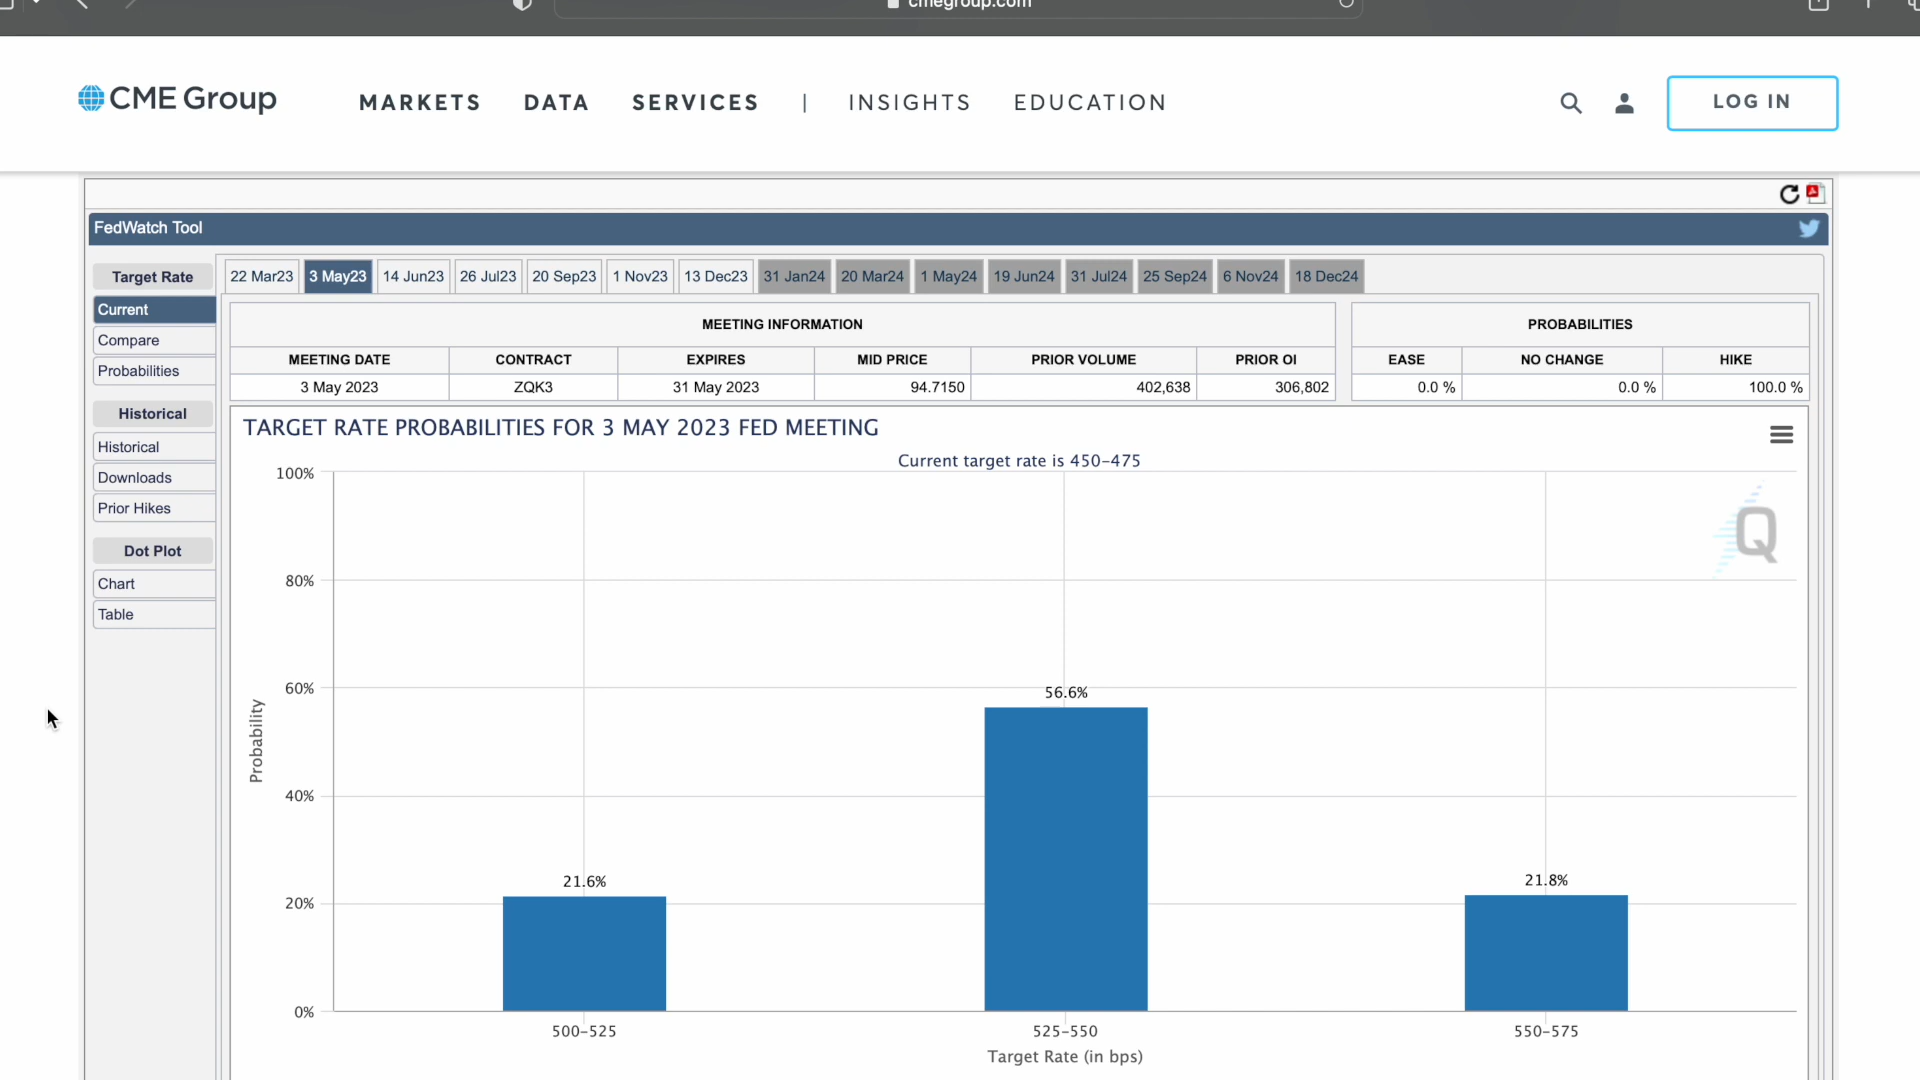 cmegroup.com
CME Group
MARKETS DATA SERVICES | INSIGHTS EDUCATION
LOG IN
FedWatch Tool
Target Rate
Current
Compare
Probabilities
Historical
Historical
Downloads
Prior Hikes
Dot Plot
Chart
Table
22 Mar23 3 May23 14 Jun23 26 Jul23 20 Sep23 1 Nov23 13 Dec23 31 Jan24 20 Mar24 1 May24 19 Jun24 31 Jul24 25 Sep24 6 Nov24 18 Dec24
MEETING INFORMATION
MEETING DATE CONTRACT EXPIRES MID PRICE PRIOR VOLUME PRIOR OI
3 May 2023 ZQK3 31 May 2023 94.7150 402,638 306,802
PROBABILITIES
EASE NO CHANGE HIKE
0.0 % 0.0 % 100.0 %
TARGET RATE PROBABILITIES FOR 3 MAY 2023 FED MEETING
Current target rate is 450-475
Q
Probability
100%
80%
60%
40%
20%
0%
21.6%
56.6%
21.8%
500-525 525-550 550-575
Target Rate (in bps)